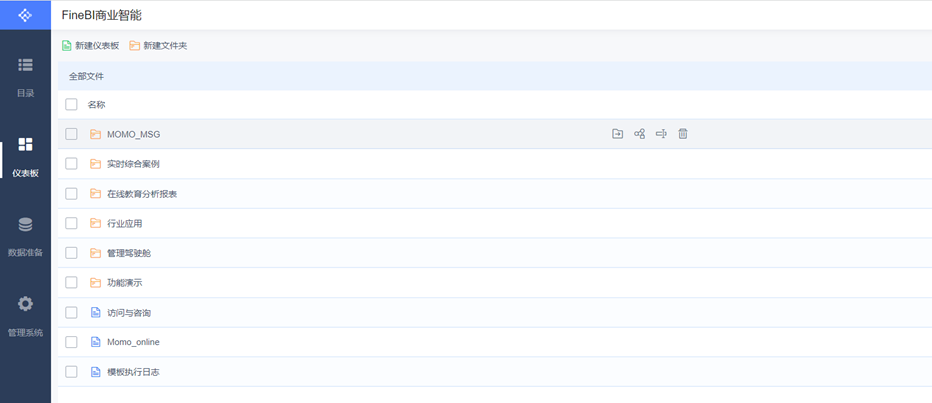 FineBI商业智能
新建仪表板 新建文件夹
全部文件
名称
MOMO_MSG
实时综合案例
在线教育分析报表
行业应用
管理驾驶舱
功能演示
访问与咨询
Momo_online
模板执行日志
目录
仪表板
数据准备
管理系统